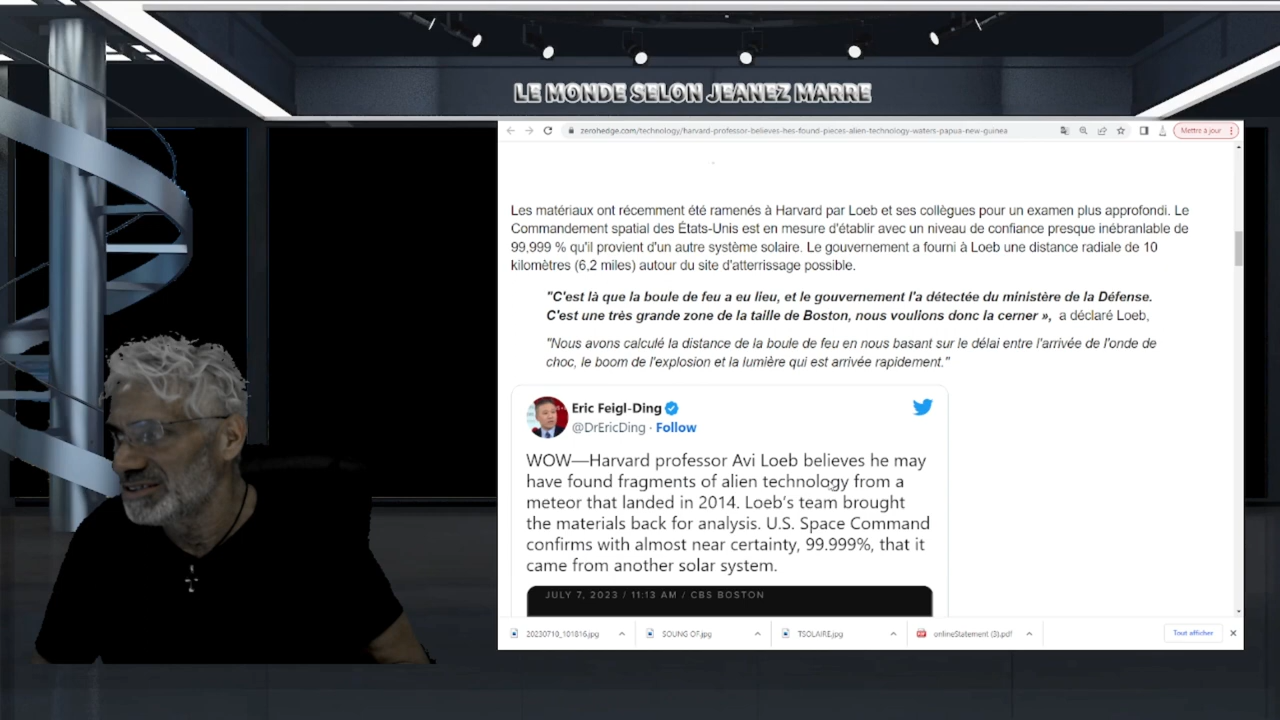 LE MONDE SELON JEANEZ MARRE
zerohedge.com/technology/harvard-professor-believes-hes-found-pieces-alien-technology-waters-papua-new-guinea
Mettre à jour
Les matériaux ont récemment été ramenés à Harvard par Loeb et ses collègues pour un examen plus approfondi. Le
Commandement spatial des États-Unis est en mesure d'établir avec un niveau de confiance presque inébranlable de
99,999 % qu'il provient d'un autre système solaire. Le gouvernement a fourni à Loeb une distance radiale de 10
kilomètres (6,2 miles) autour du site d'atterrissage possible.
"C'est là que la boule de feu a eu lieu, et le gouvernement l'a détectée du ministère de la Défense.
C'est une très grande zone de la taille de Boston, nous voulions donc la cerner », a déclaré Loeb,
"Nous avons calculé la distance de la boule de feu en nous basant sur le délai entre l'arrivée de l'onde de
choc, le boom de l'explosion et la lumière qui est arrivée rapidement."
Eric Feigl-Ding
@DrEricDing · Follow
WOW—Harvard professor Avi Loeb believes he may
have found fragments of alien technology from a
meteor that landed in 2014. Loeb's team brought
the materials back for analysis. U.S. Space Command
confirms with almost near certainty, 99.999%, that it
came from another solar system.
JULY 7, 2023 / 11:13 AM / CBS BOSTON
20230710_101816.jpg
SOUNG OF.jpg
TSOLAIRE.jpg
onlineStatement (3).pdf
Tout afficher